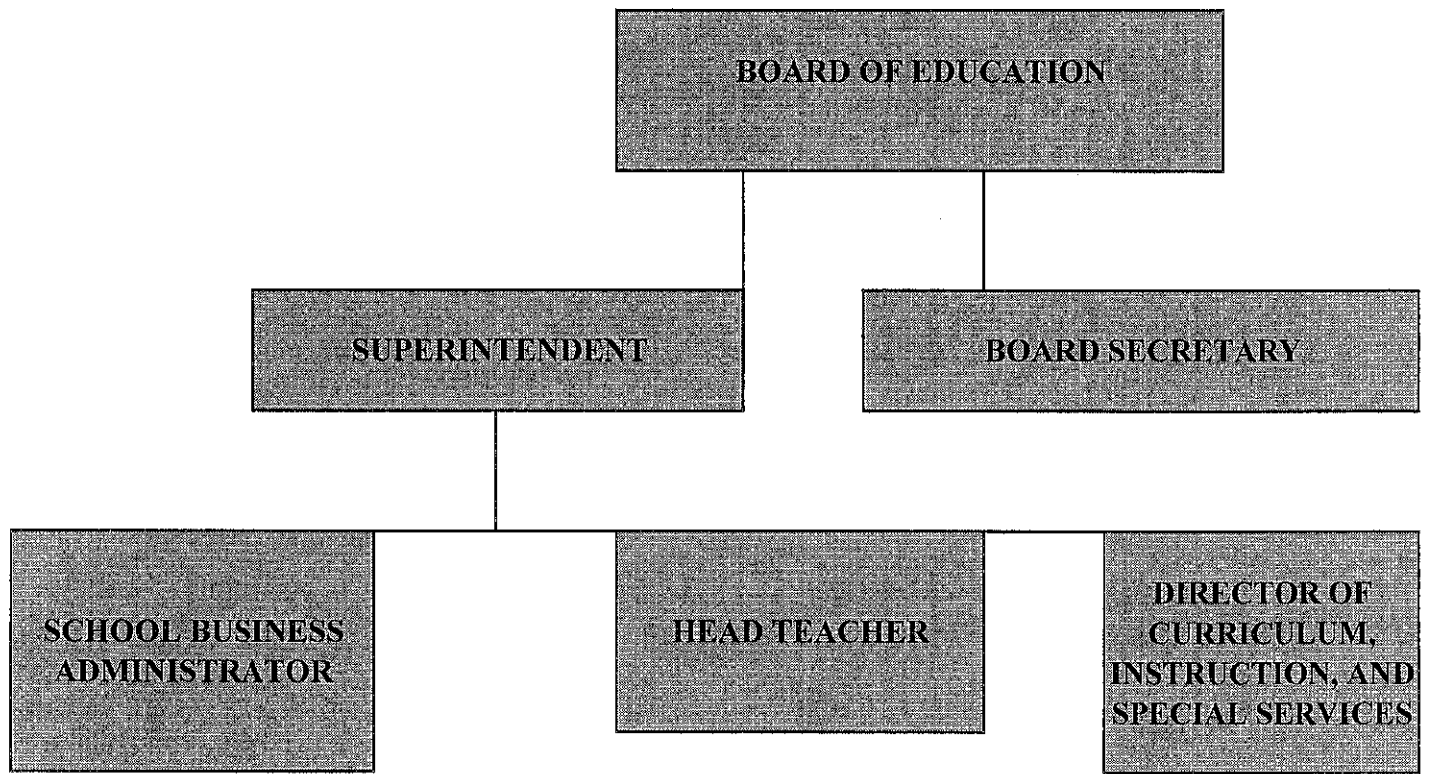 BOARD OF EDUCATION
SUPERINTENDENT
BOARD SECRETARY
SCHOOL BUSINESS
ADMINISTRATOR
HEAD TEACHER
DIRECTOR OF
CURRICULUM,
INSTRUCTION, AND
SPECIAL SERVICES